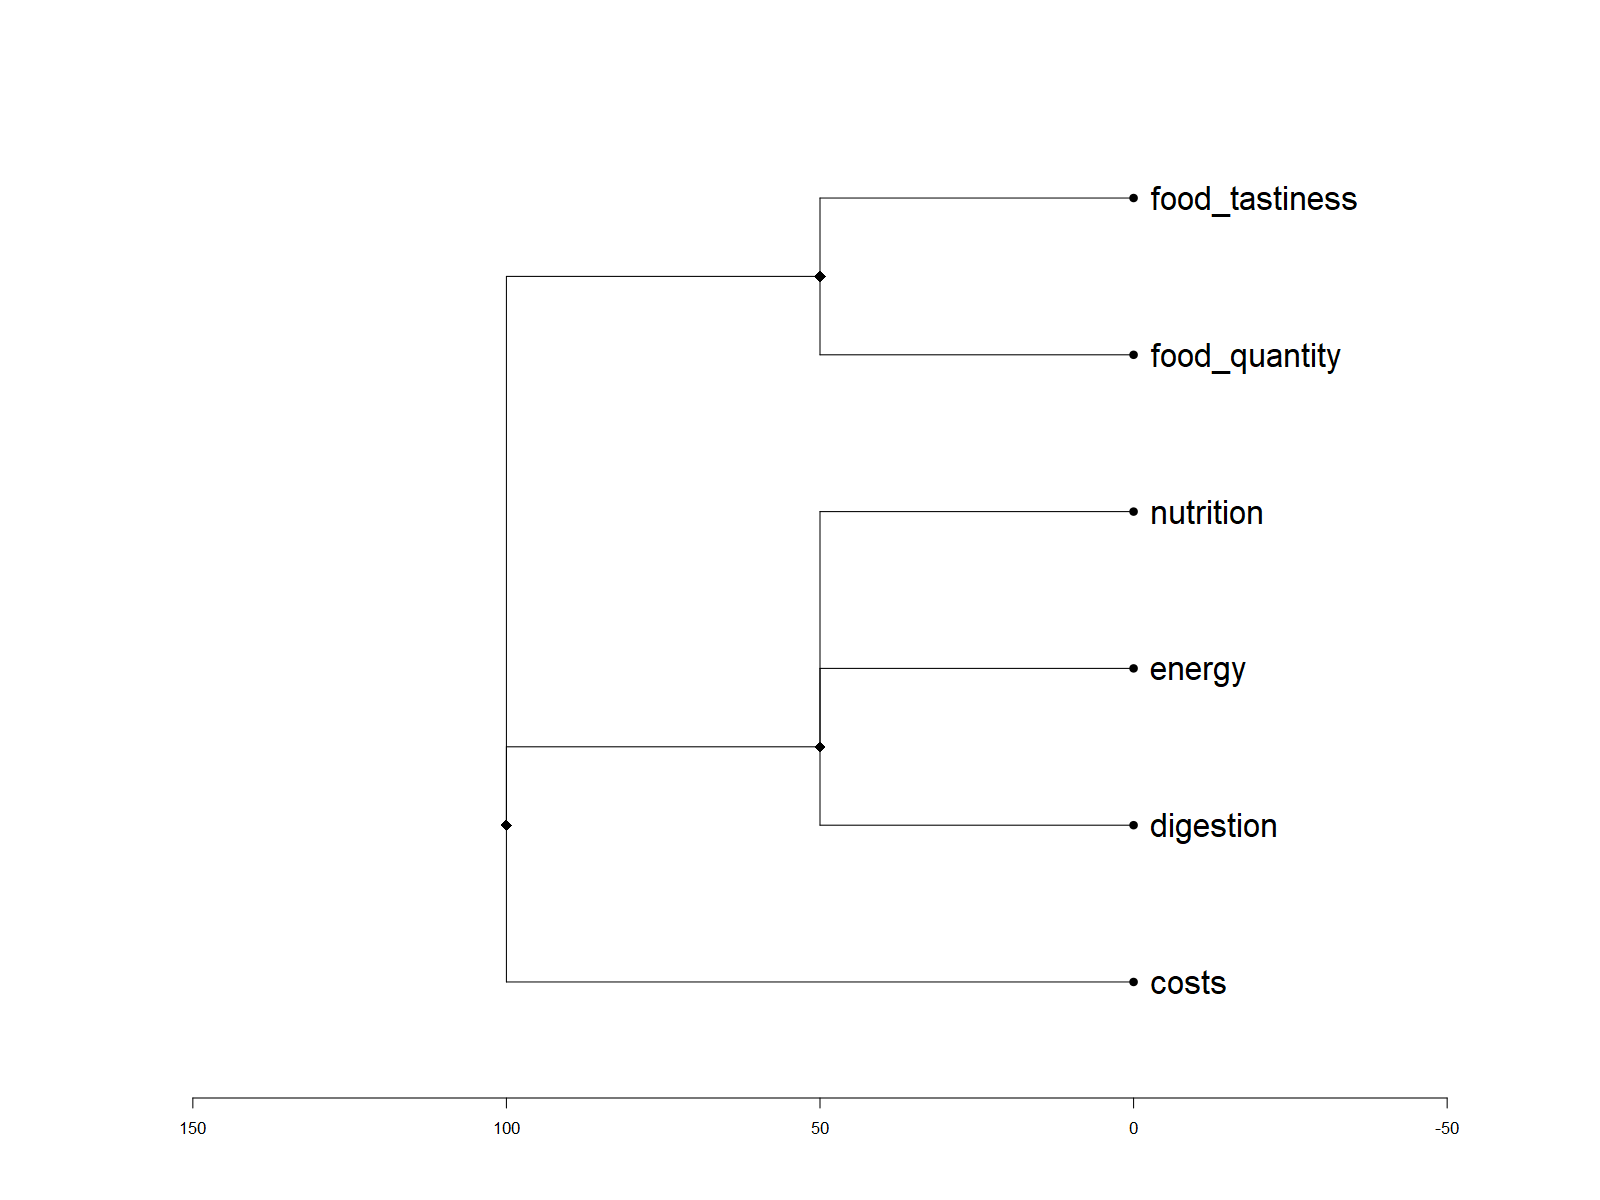 food_tastiness
food_quantity
nutrition
energy
digestion
costs
150 100 50 0 -50